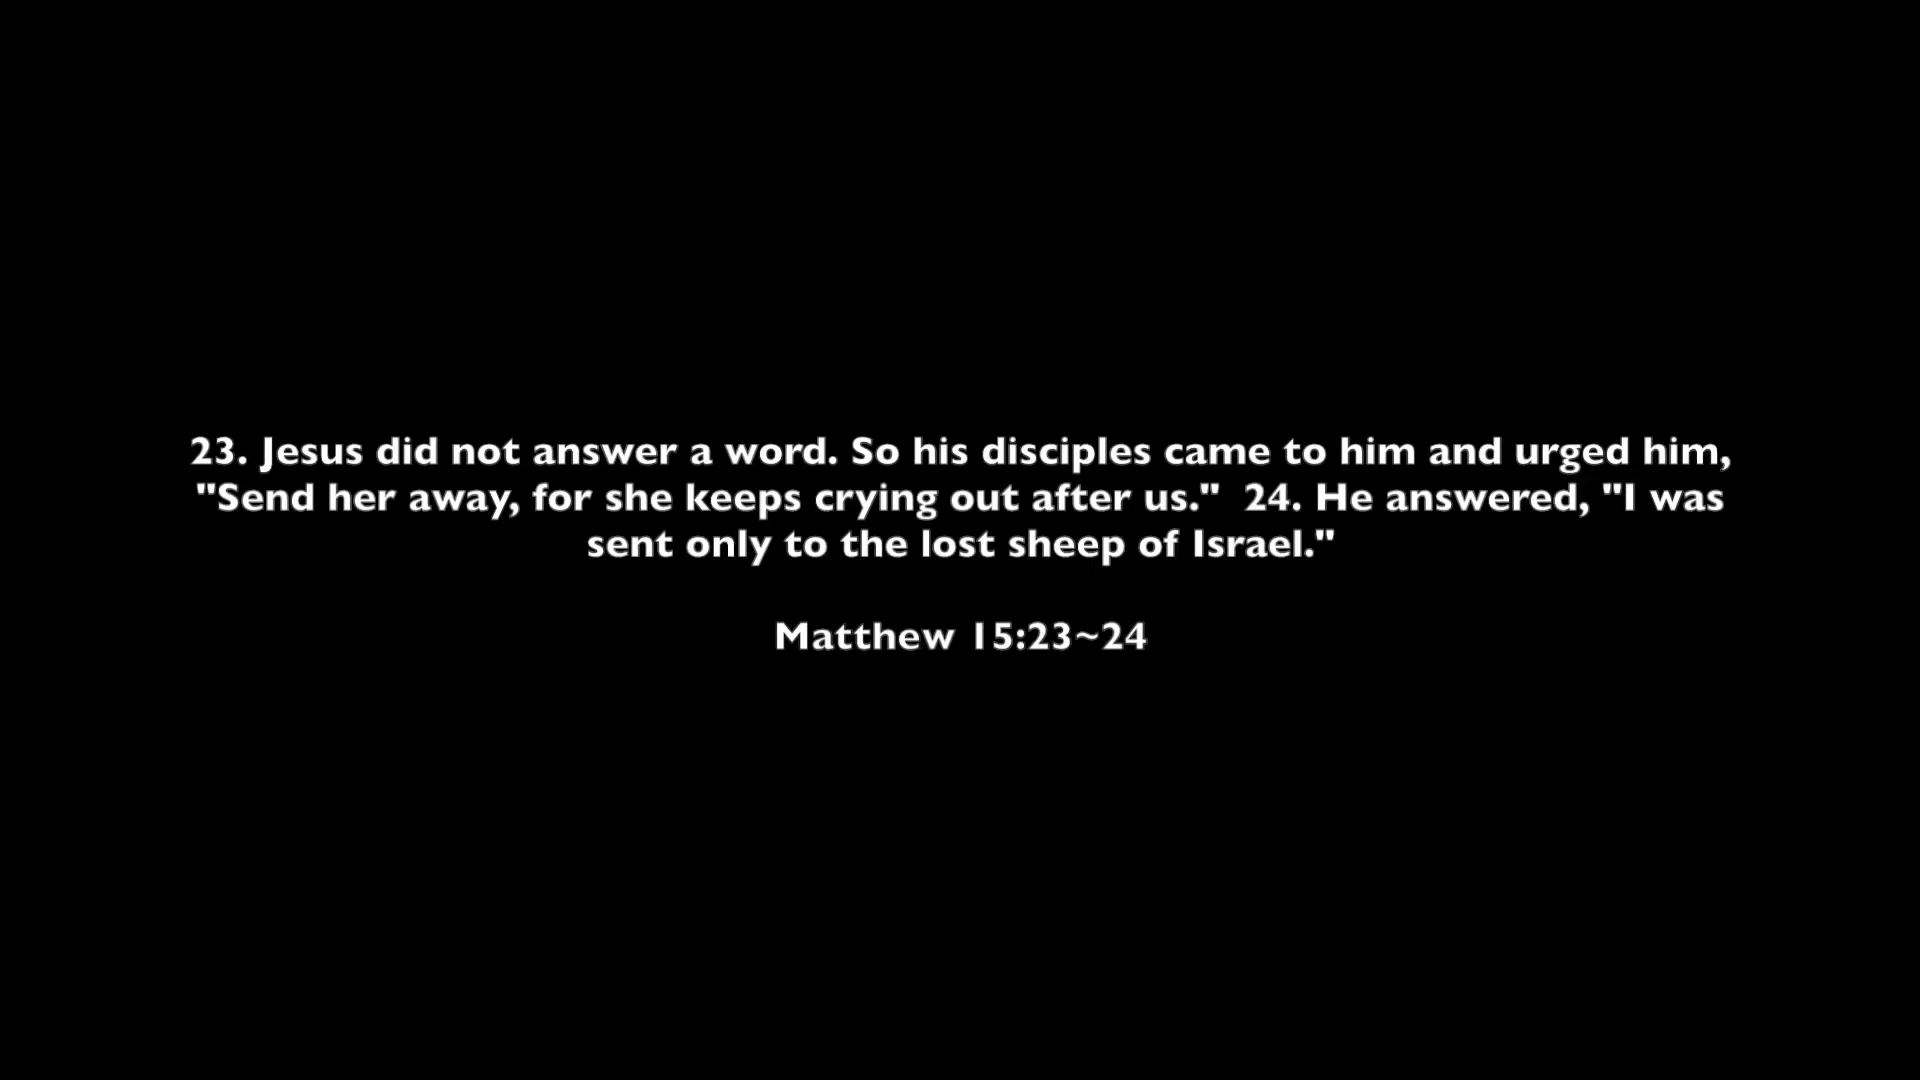 23. Jesus did not answer a word. So his disciples came to him and urged him,
"Send her away, for she keeps crying out after us."  24. He answered, "I was
sent only to the lost sheep of Israel."
Matthew 15:23~24